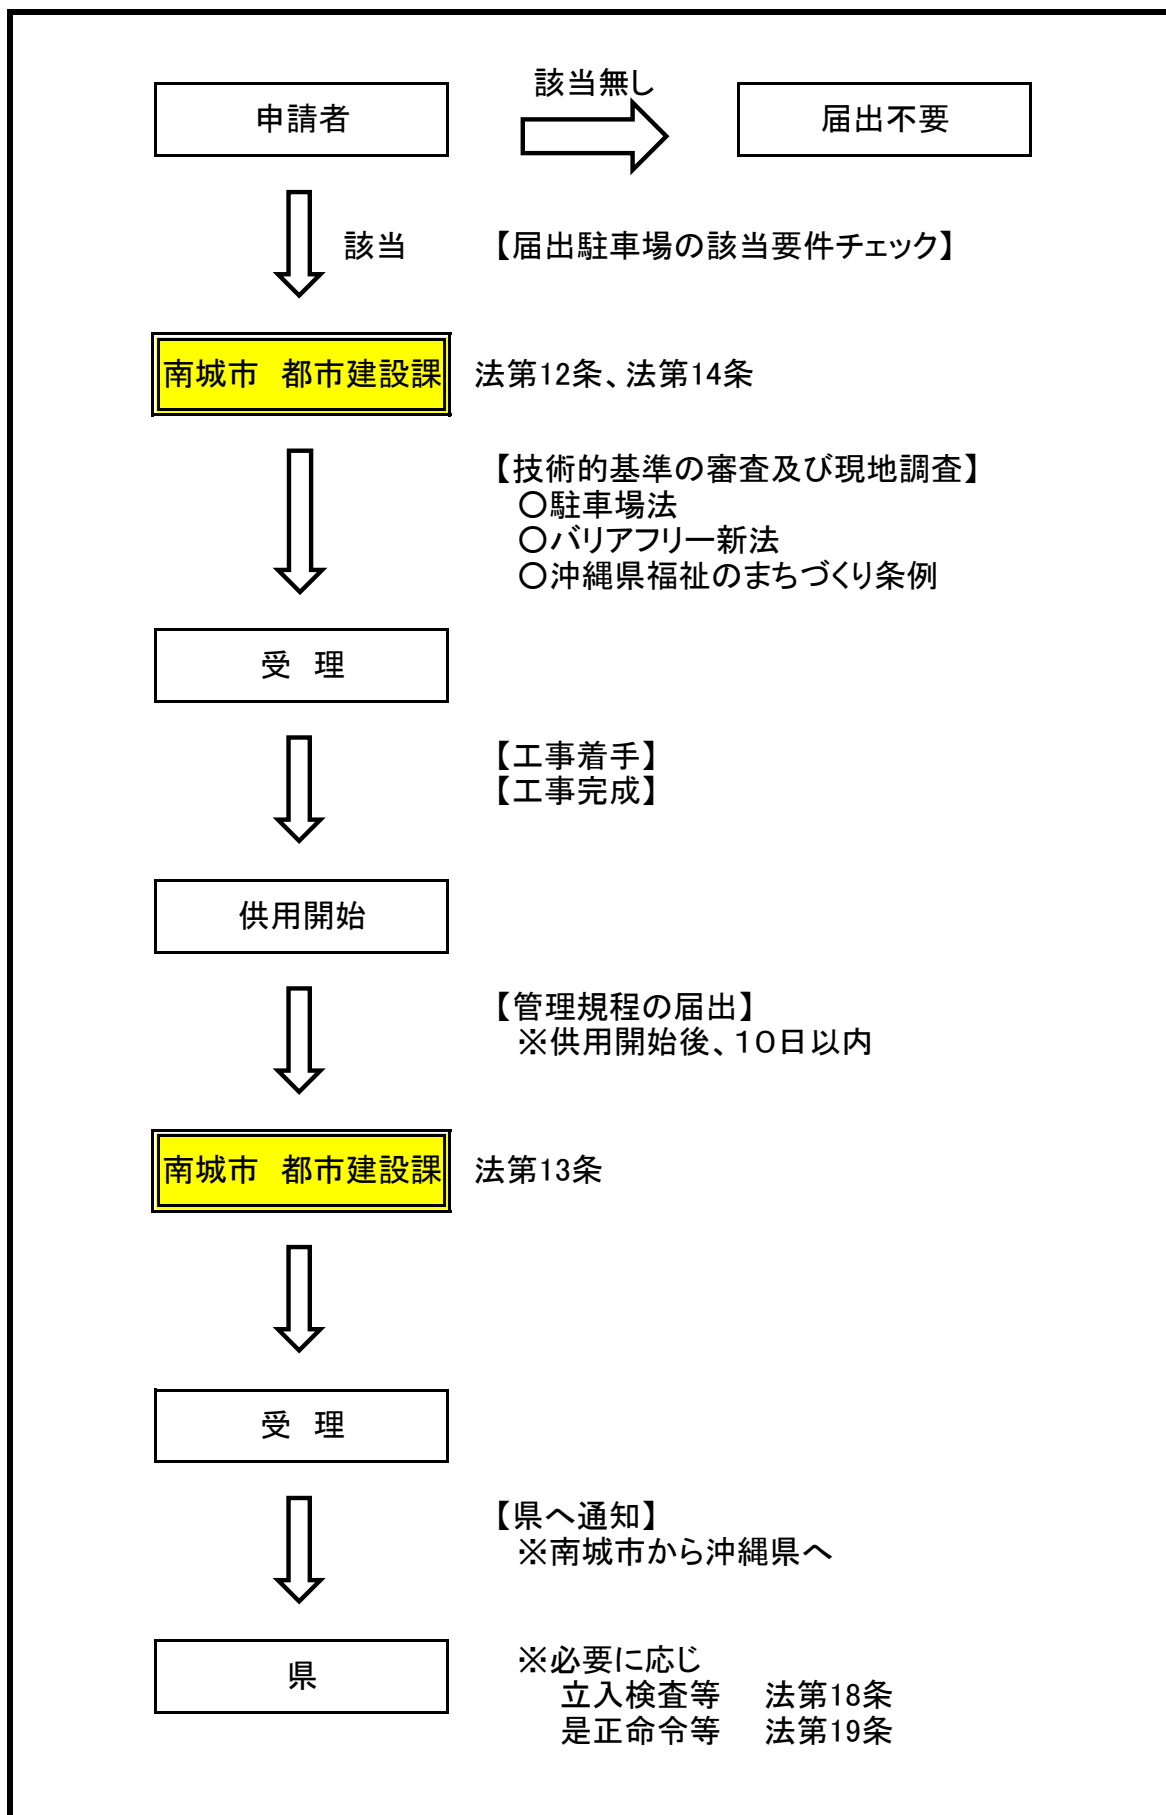 該当無し
申請者
届出不要
該当 【届出駐車場の該当要件チェック】
南城市 都市建設課 法第12条、法第14条
【技術的基準の審査及び現地調査】
〇駐車場法
〇バリアフリー新法
〇沖縄県福祉のまちづくり条例
受 理
【工事着手】
【工事完成】
供用開始
【管理規程の届出】
※供用開始後、10日以内
南城市 都市建設課 法第13条
受 理
【県へ通知】
※南城市から沖縄県へ
県
※必要に応じ
立入検査等 法第18条
是正命令等 法第19条